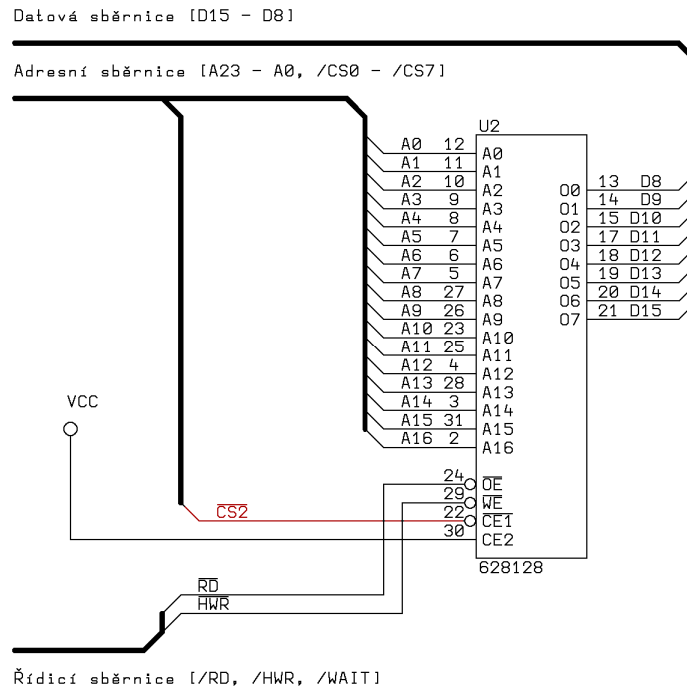 Datová sběrnice [D15 - D8]
Adresní sběrnice [A23 - A0, /CS0 - /CS7]
U2
A0 12 A0
A1 11 A1
A2 10 A2
A3 9 A3
A4 8 A4
A5 7 A5
A6 6 A6
A7 5 A7
A8 27 A8
A9 26 A9
A10 23 A10
A11 25 A11
A12 4 A12
A13 28 A13
A14 3 A14
A15 31 A15
A16 2 A16
O0 13 D8
O1 14 D9
O2 15 D10
O3 17 D11
O4 18 D12
O5 19 D13
O6 20 D14
O7 21 D15
VCC
24 OE
29 WE
CS2 22 CE1
30 CE2
628128
RD
HWR
Řídicí sběrnice [/RD, /HWR, /WAIT]